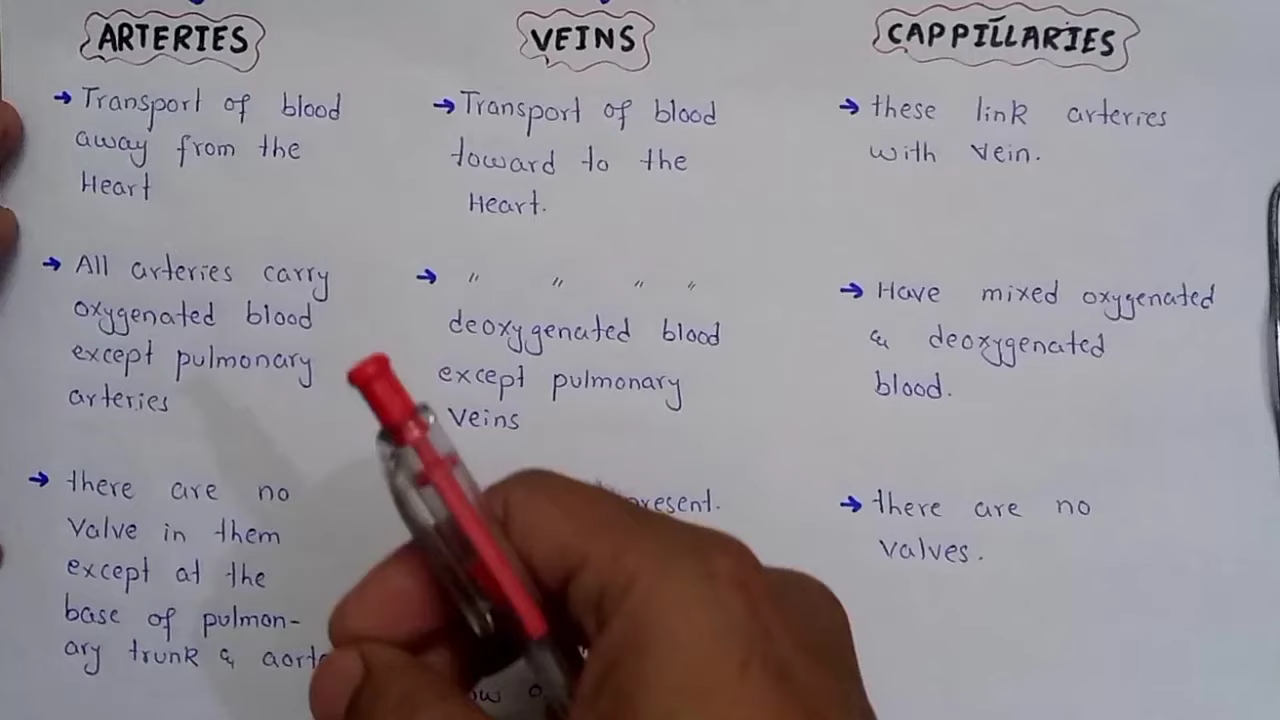 ARTERIES
→ Transport of blood
away from the
Heart
→ All arteries carry
oxygenated blood
except pulmonary
arteries
→ there are no
valve in them
except at the
base of pulmon-
ary trunk &
VEINS
→ Transport of blood
toward to the
Heart.
→ " " " "
deoxygenated blood
except pulmonary
veins
present.
CAPPILLARIES
→ these link arteries
with vein.
→ Have mixed oxygenated
& deoxygenated
blood.
→ there are no
valves.